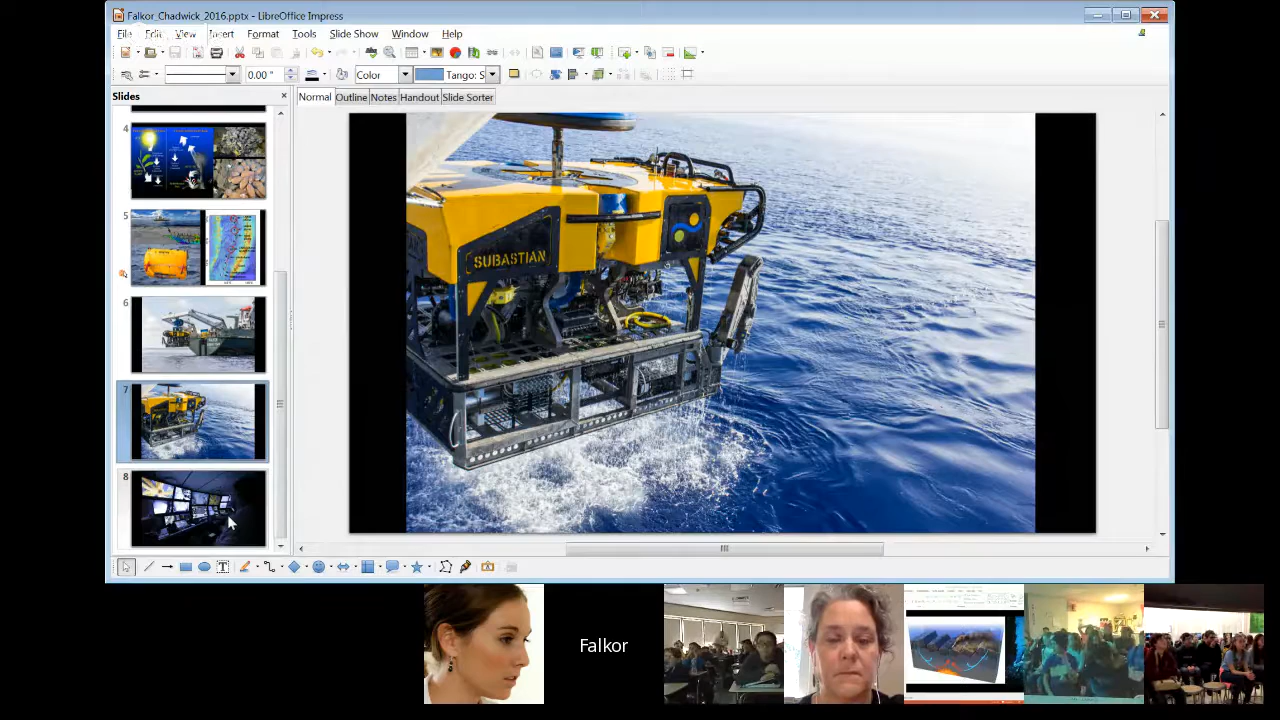 Falkor_Chadwick_2016.pptx - LibreOffice Impress
File Edit View Insert Format Tools Slide Show Window Help
0.00 " Color Tango: S
Slides
Normal Outline Notes Handout Slide Sorter
4
5
6
7
8
SUBASTIAN
Falkor